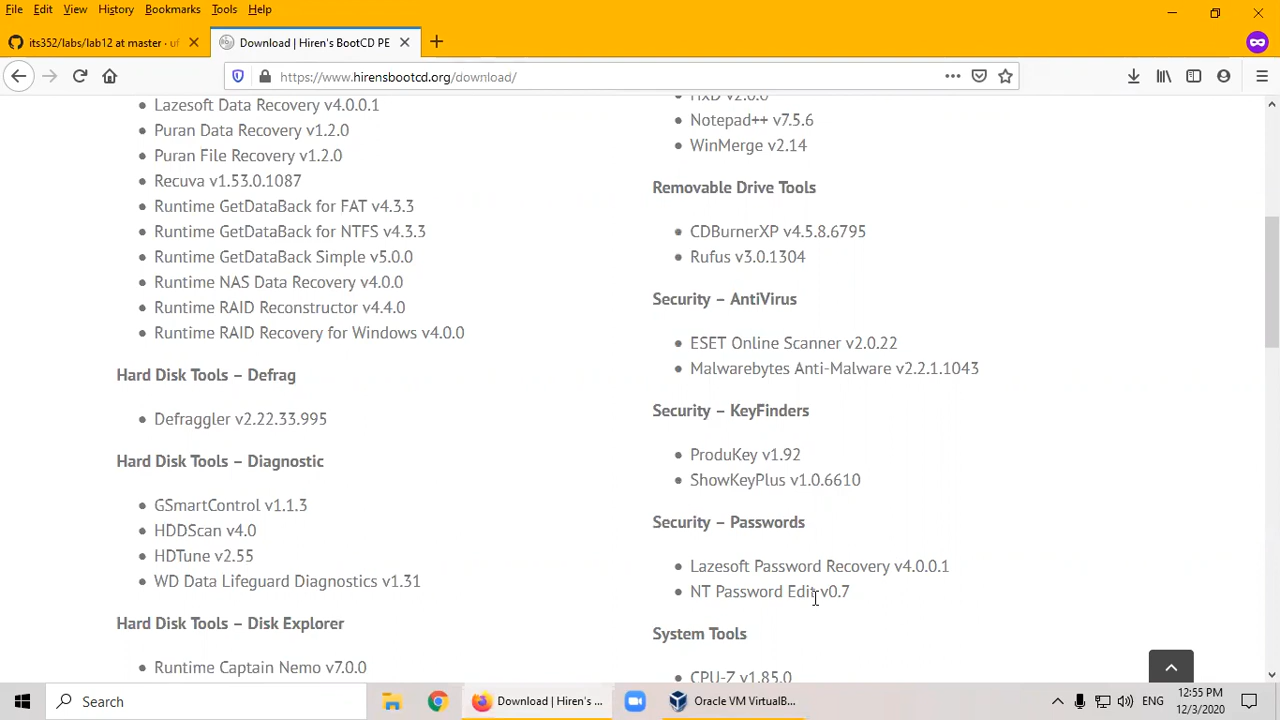 File Edit View History Bookmarks Tools Help
its352/labs/lab12 at master · uf
Download | Hiren's BootCD PE
https://www.hirensbootcd.org/download/
Lazesoft Data Recovery v4.0.0.1
Puran Data Recovery v1.2.0
Puran File Recovery v1.2.0
Recuva v1.53.0.1087
Runtime GetDataBack for FAT v4.3.3
Runtime GetDataBack for NTFS v4.3.3
Runtime GetDataBack Simple v5.0.0
Runtime NAS Data Recovery v4.0.0
Runtime RAID Reconstructor v4.4.0
Runtime RAID Recovery for Windows v4.0.0
Hard Disk Tools – Defrag
Defraggler v2.22.33.995
Hard Disk Tools – Diagnostic
GSmartControl v1.1.3
HDDScan v4.0
HDTune v2.55
WD Data Lifeguard Diagnostics v1.31
Hard Disk Tools – Disk Explorer
Runtime Captain Nemo v7.0.0
HxD v2.0.0
Notepad++ v7.5.6
WinMerge v2.14
Removable Drive Tools
CDBurnerXP v4.5.8.6795
Rufus v3.0.1304
Security – AntiVirus
ESET Online Scanner v2.0.22
Malwarebytes Anti-Malware v2.2.1.1043
Security – KeyFinders
ProduKey v1.92
ShowKeyPlus v1.0.6610
Security – Passwords
Lazesoft Password Recovery v4.0.0.1
NT Password Edit v0.7
System Tools
CPU-Z v1.85.0
Search
Download | Hiren's ...
Oracle VM VirtualB...
ENG
12:55 PM
12/3/2020